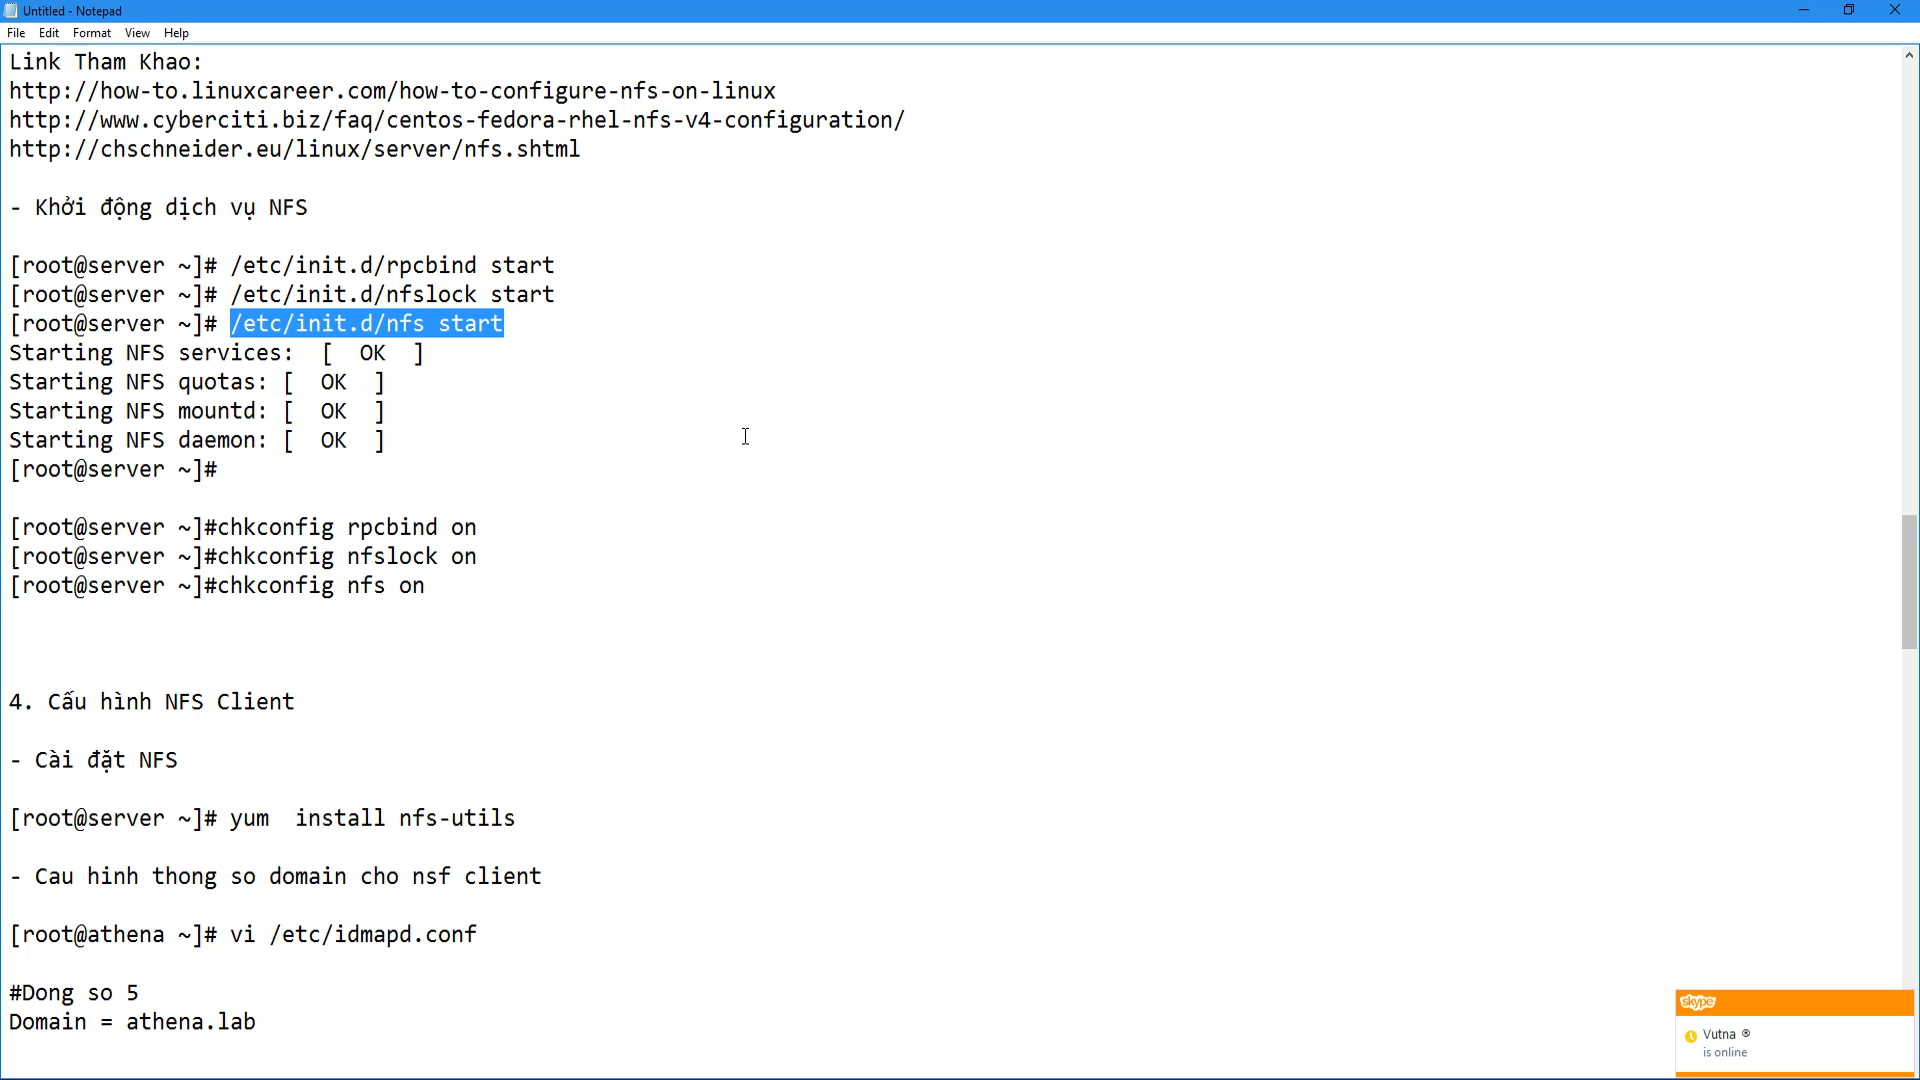 Untitled - Notepad
File Edit Format View Help
Link Tham Khao:
http://how-to.linuxcareer.com/how-to-configure-nfs-on-linux
http://www.cyberciti.biz/faq/centos-fedora-rhel-nfs-v4-configuration/
http://chschneider.eu/linux/server/nfs.shtml
- Khởi động dịch vụ NFS
[root@server ~]# /etc/init.d/rpcbind start
[root@server ~]# /etc/init.d/nfslock start
[root@server ~]# /etc/init.d/nfs start
Starting NFS services:  [  OK  ]
Starting NFS quotas: [  OK  ]
Starting NFS mountd: [  OK  ]
Starting NFS daemon: [  OK  ]
[root@server ~]#
[root@server ~]#chkconfig rpcbind on
[root@server ~]#chkconfig nfslock on
[root@server ~]#chkconfig nfs on
4. Cấu hình NFS Client
- Cài đặt NFS
[root@server ~]# yum  install nfs-utils
- Cau hinh thong so domain cho nsf client
[root@athena ~]# vi /etc/idmapd.conf
#Dong so 5
Domain = athena.lab
skype
Vutna ®
is online